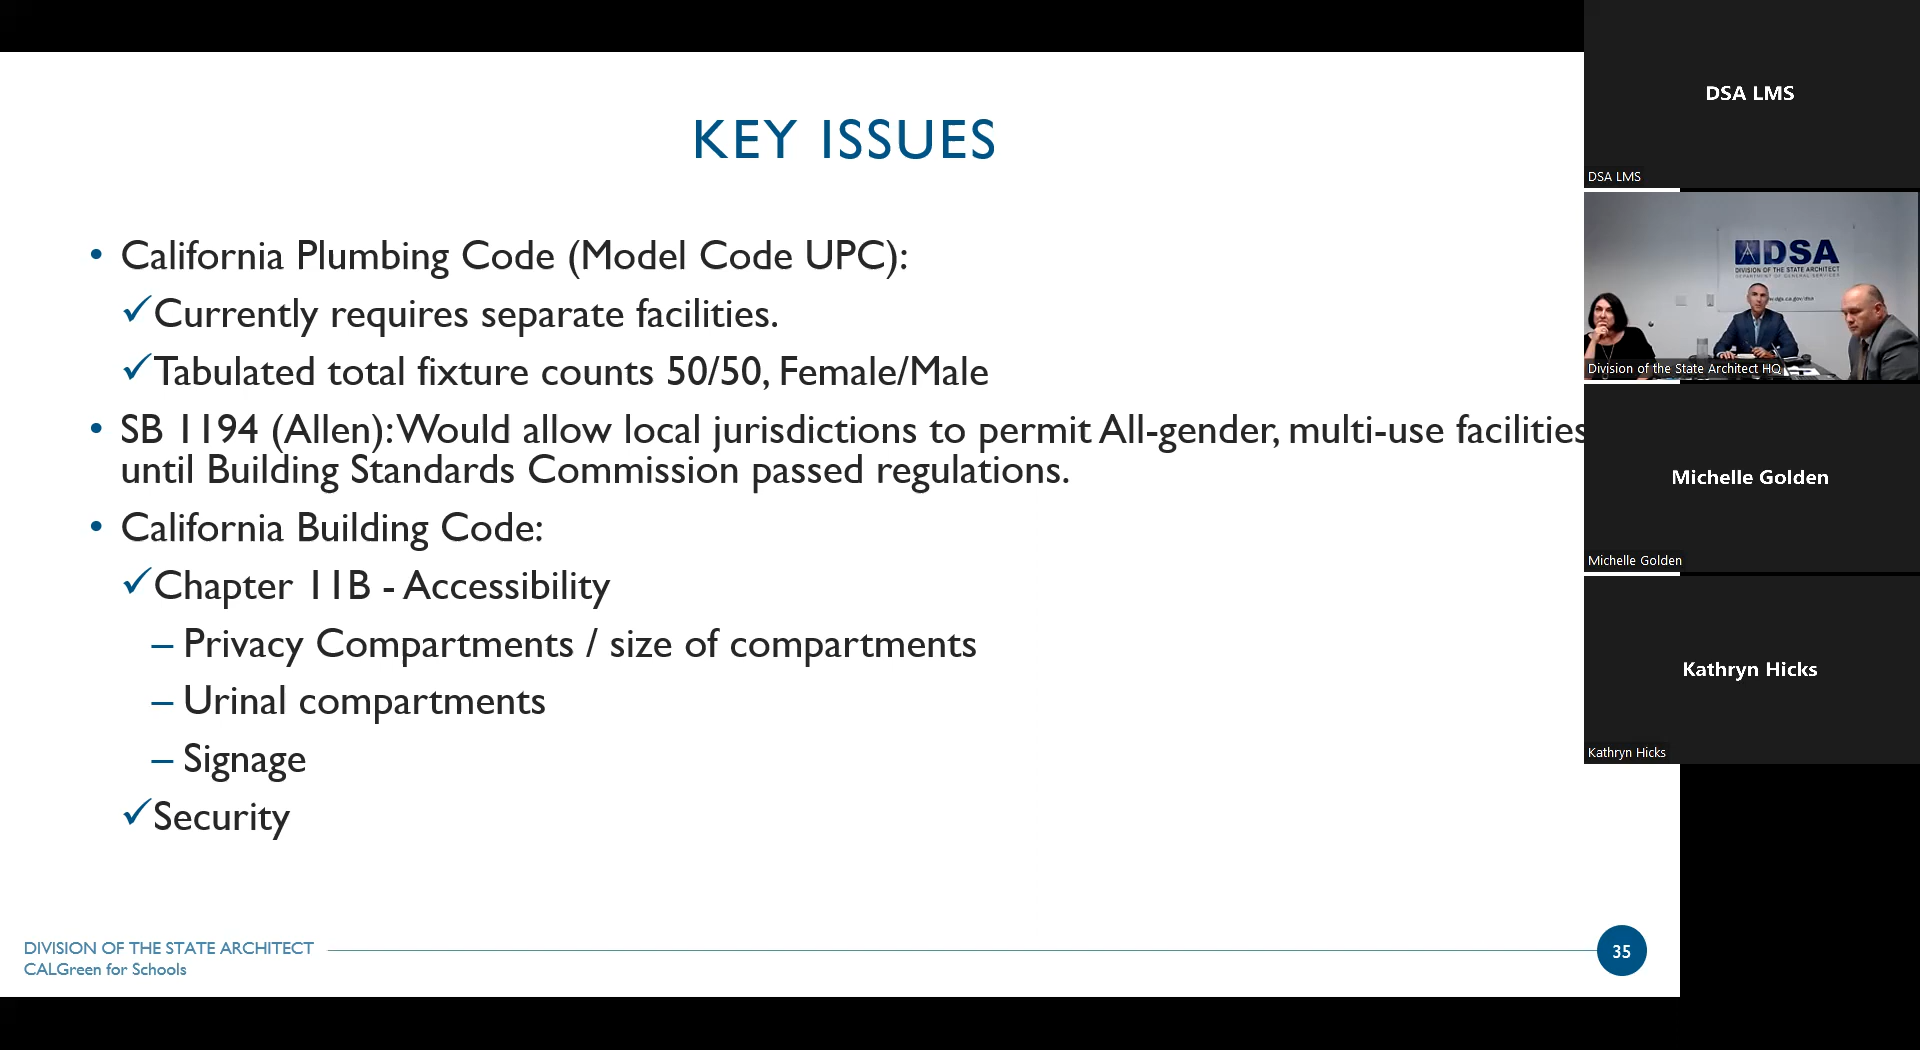 KEY ISSUES
• California Plumbing Code (Model Code UPC):
✓Currently requires separate facilities.
✓Tabulated total fixture counts 50/50, Female/Male
• SB 1194 (Allen): Would allow local jurisdictions to permit All-gender, multi-use facilities
until Building Standards Commission passed regulations.
• California Building Code:
✓Chapter 11B - Accessibility
– Privacy Compartments / size of compartments
– Urinal compartments
– Signage
✓Security
DIVISION OF THE STATE ARCHITECT
CALGreen for Schools
35
DSA LMS
DSA LMS
DSA
DIVISION OF THE STATE ARCHITECT
DEPARTMENT OF GENERAL SERVICES
Division of the State Architect HQ
Michelle Golden
Michelle Golden
Kathryn Hicks
Kathryn Hicks